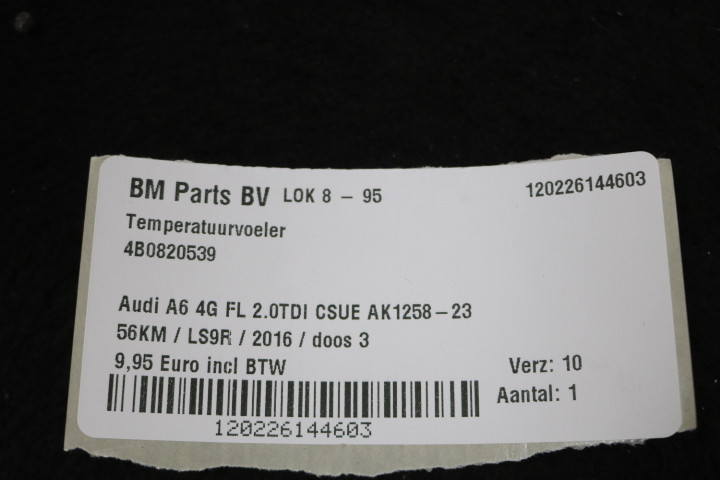 BM Parts BV LOK 8 - 95 120226144603
Temperatuurvoeler
4B0820539
Audi A6 4G FL 2.0TDI CSUE AK1258-23
56KM / LS9R / 2016 / doos 3
9,95 Euro incl BTW Verz: 10
Aantal: 1
120226144603